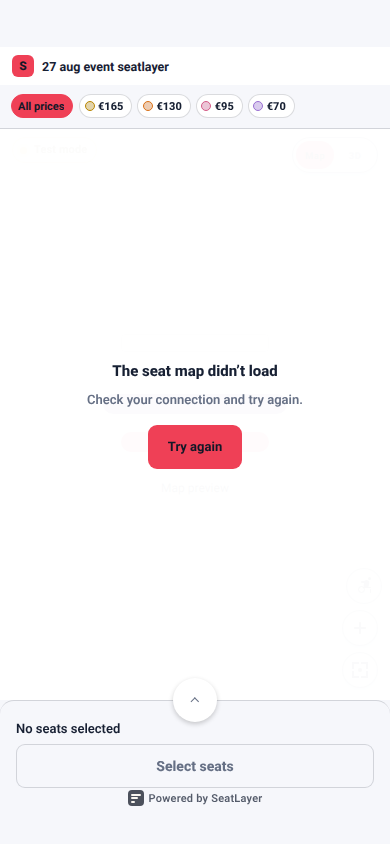 S 27 aug event seatlayer
All prices €165 €130 €95 €70
The seat map didn't load
Check your connection and try again.
Try again
No seats selected
Select seats
Powered by SeatLayer